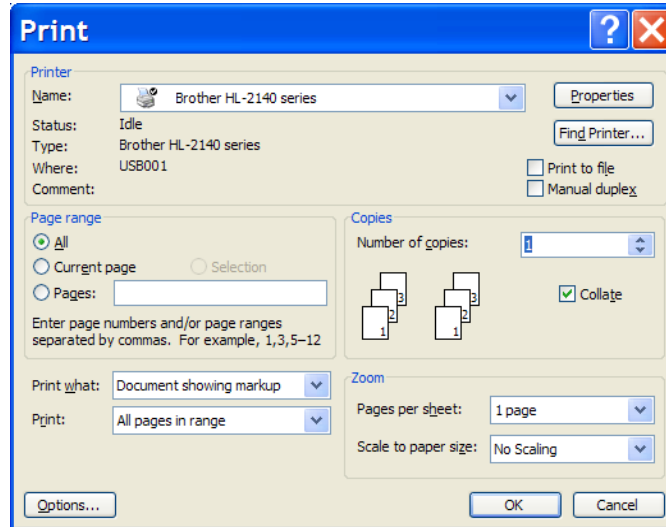 Print
Printer
Name: Brother HL-2140 series
Properties
Status: Idle
Find Printer...
Type: Brother HL-2140 series
Where: USB001
Print to file
Comment:
Manual duplex
Page range
All
Current page Selection
Pages:
Enter page numbers and/or page ranges
separated by commas. For example, 1,3,5–12
Copies
Number of copies: 1
3 3
2 2
1 1
Collate
Print what: Document showing markup
Print: All pages in range
Zoom
Pages per sheet: 1 page
Scale to paper size: No Scaling
Options... OK Cancel